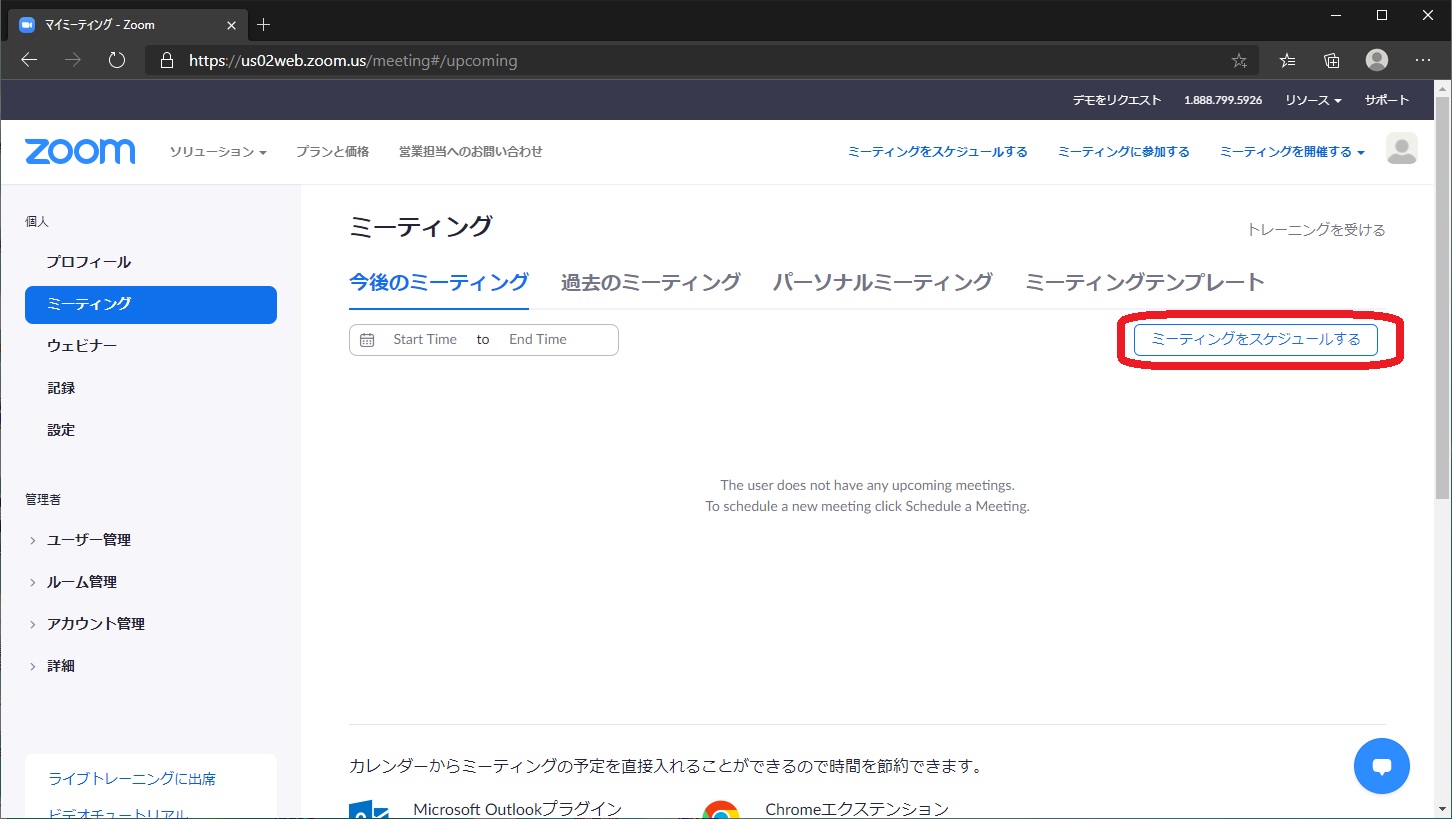 マイミーティング - Zoom
https://us02web.zoom.us/meeting#/upcoming
デモをリクエスト 1.888.799.5926 リソース サポート
zoom ソリューション プランと価格 営業担当へのお問い合わせ ミーティングをスケジュールする ミーティングに参加する ミーティングを開催する
個人
プロフィール
ミーティング
ウェビナー
記録
設定
管理者
ユーザー管理
ルーム管理
アカウント管理
詳細
ライブトレーニングに出席
ビデオチュートリアル
ミーティング
トレーニングを受ける
今後のミーティング 過去のミーティング パーソナルミーティング ミーティングテンプレート
Start Time to End Time
ミーティングをスケジュールする
The user does not have any upcoming meetings.
To schedule a new meeting click Schedule a Meeting.
カレンダーからミーティングの予定を直接入れることができるので時間を節約できます。
Microsoft Outlookプラグイン Chromeエクステンション